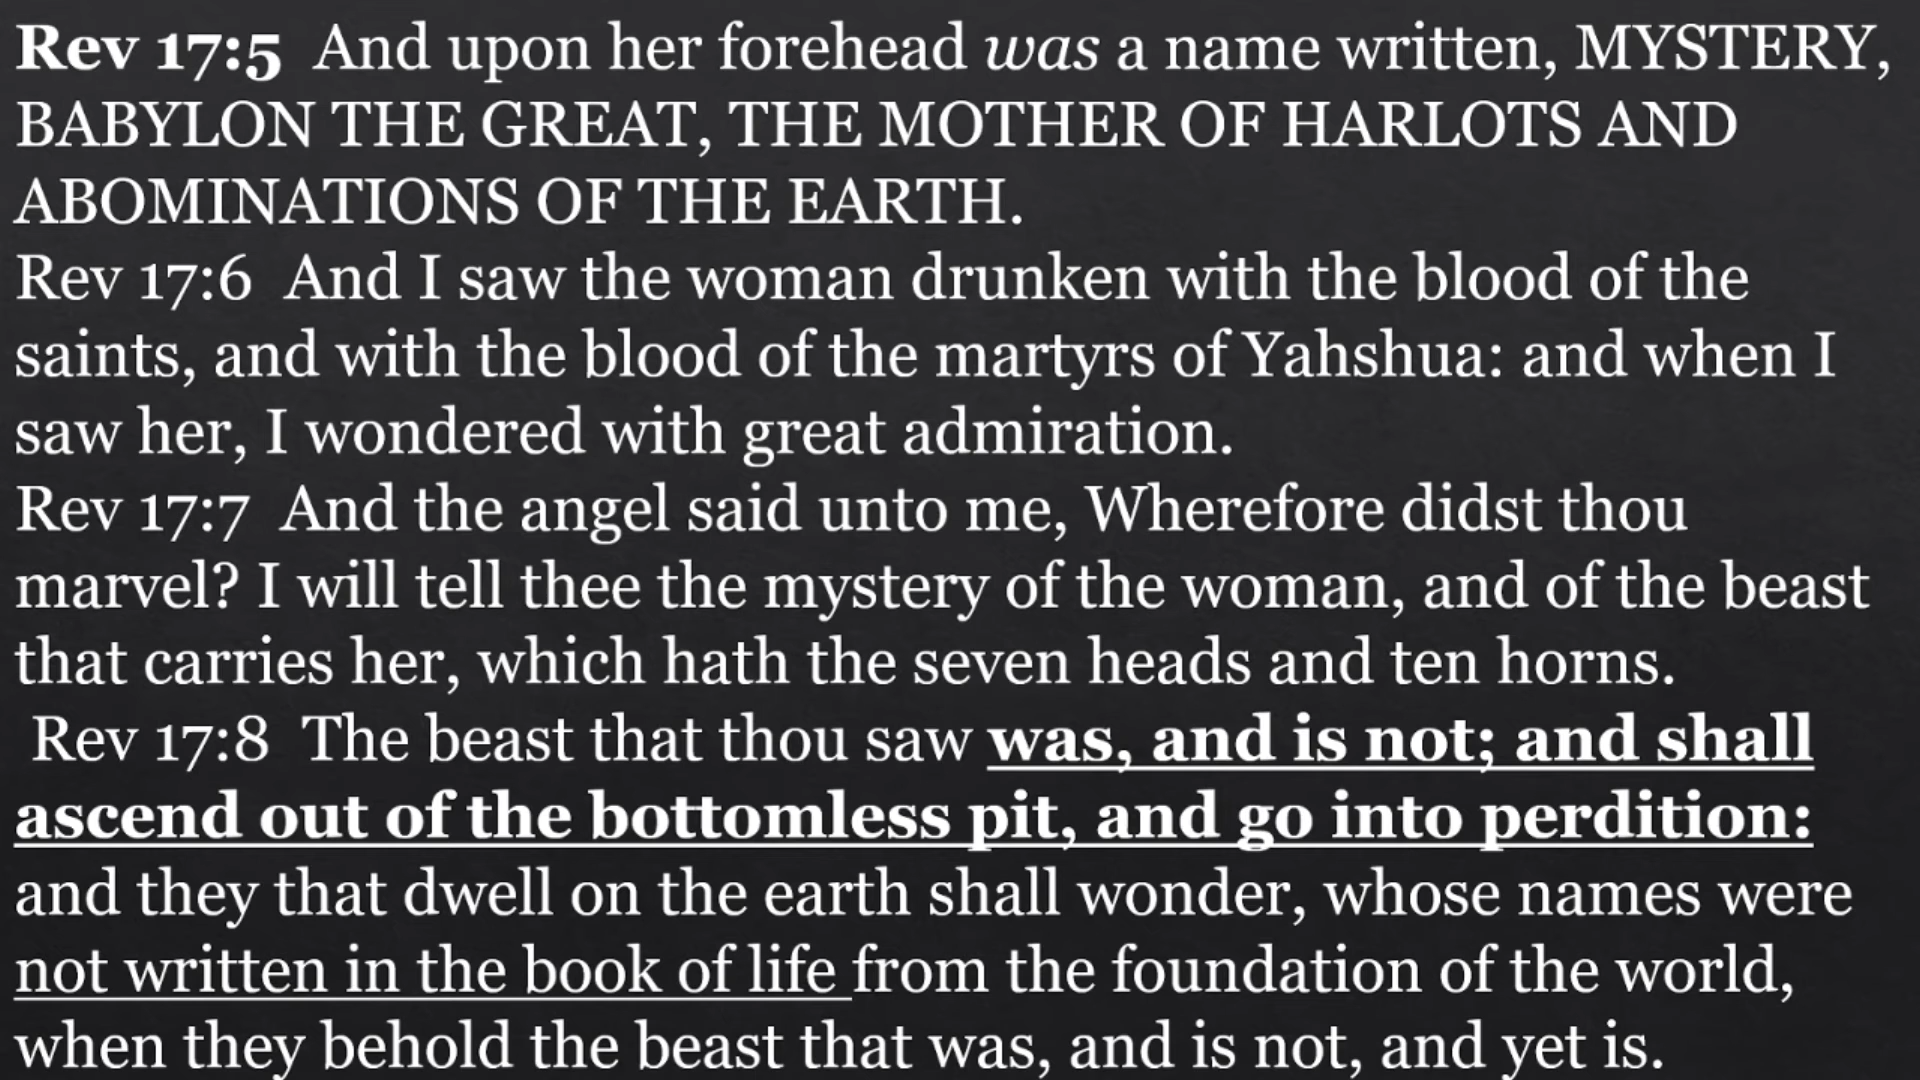 Rev 17:5  And upon her forehead was a name written, MYSTERY,
BABYLON THE GREAT, THE MOTHER OF HARLOTS AND
ABOMINATIONS OF THE EARTH.
Rev 17:6  And I saw the woman drunken with the blood of the
saints, and with the blood of the martyrs of Yahshua: and when I
saw her, I wondered with great admiration.
Rev 17:7  And the angel said unto me, Wherefore didst thou
marvel? I will tell thee the mystery of the woman, and of the beast
that carries her, which hath the seven heads and ten horns.
Rev 17:8  The beast that thou saw was, and is not; and shall
ascend out of the bottomless pit, and go into perdition:
and they that dwell on the earth shall wonder, whose names were
not written in the book of life from the foundation of the world,
when they behold the beast that was, and is not, and yet is.